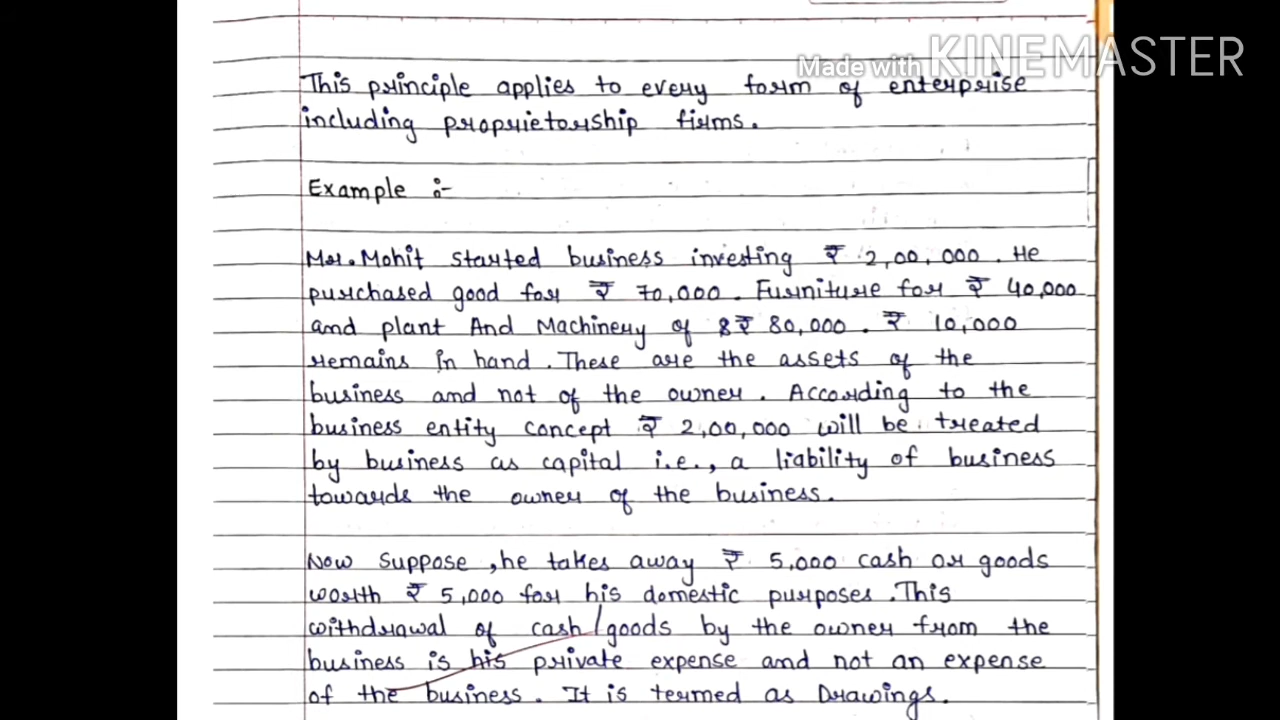 Made with KINEMASTER
This principle applies to every form of enterprise
including proprietorship firms.
Example :-
Mr. Mohit started business investing ₹ 2,00,000. He
purchased good for ₹ 70,000. Furniture for ₹ 40,000
and plant And Machinery of 8₹ 80,000. ₹ 10,000
remains in hand. These are the assets of the
business and not of the owner. According to the
business entity concept ₹ 2,00,000 will be treated
by business as capital i.e., a liability of business
towards the owner of the business.
Now suppose, he takes away ₹ 5,000 cash or goods
worth ₹ 5,000 for his domestic purposes. This
withdrawal of cash/goods by the owner from the
business is his private expense and not an expense
of the business. It is termed as Drawings.